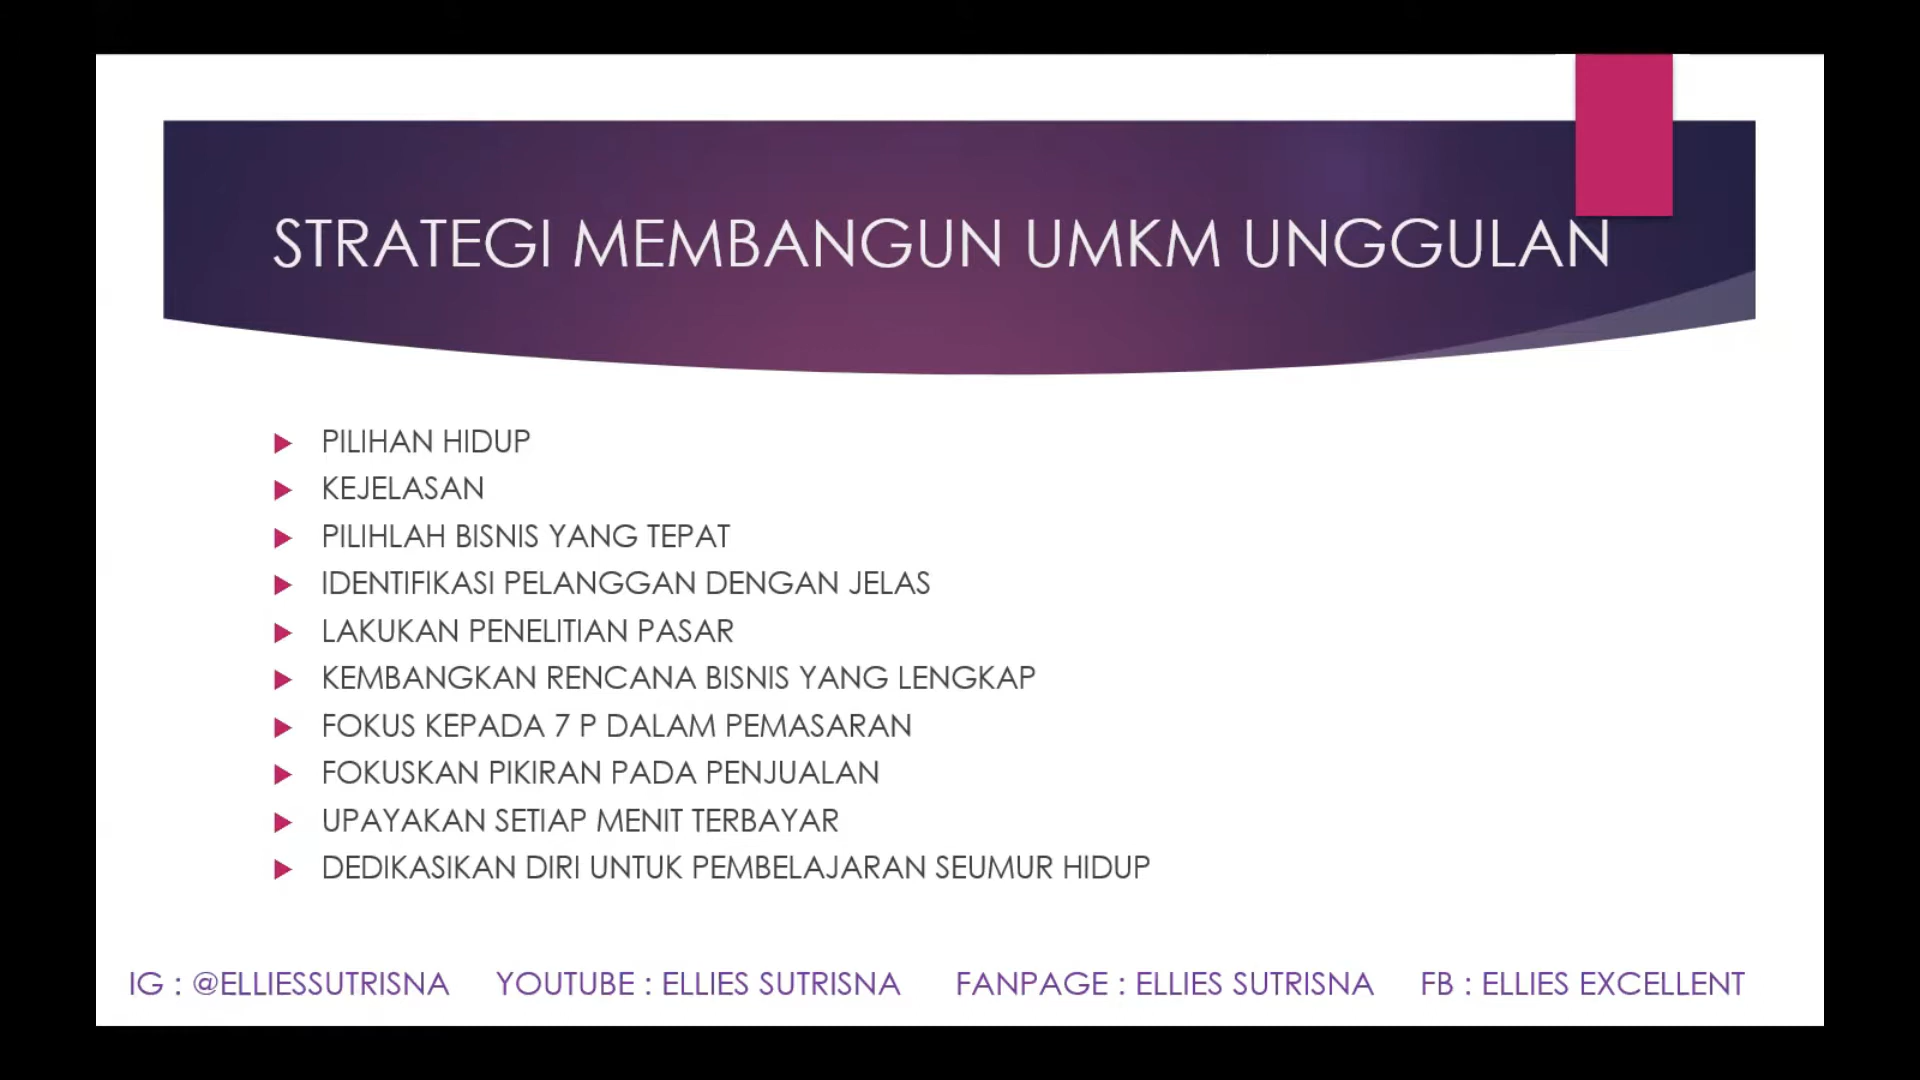 STRATEGI MEMBANGUN UMKM UNGGULAN
PILIHAN HIDUP
KEJELASAN
PILIHLAH BISNIS YANG TEPAT
IDENTIFIKASI PELANGGAN DENGAN JELAS
LAKUKAN PENELITIAN PASAR
KEMBANGKAN RENCANA BISNIS YANG LENGKAP
FOKUS KEPADA 7 P DALAM PEMASARAN
FOKUSKAN PIKIRAN PADA PENJUALAN
UPAYAKAN SETIAP MENIT TERBAYAR
DEDIKASIKAN DIRI UNTUK PEMBELAJARAN SEUMUR HIDUP
IG : @ELLIESSUTRISNA YOUTUBE : ELLIES SUTRISNA FANPAGE : ELLIES SUTRISNA FB : ELLIES EXCELLENT